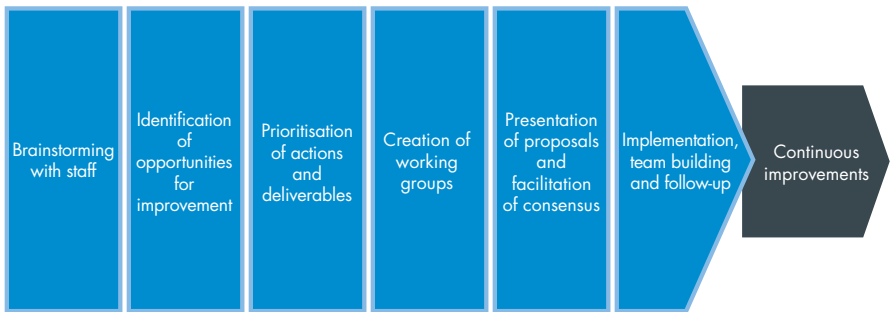 Brainstorming
with staff
Identification
of
opportunities
for
improvement
Prioritisation
of actions
and
deliverables
Creation of
working
groups
Presentation
of proposals
and
facilitation
of consensus
Implementation,
team building
and follow-up
Continuous
improvements